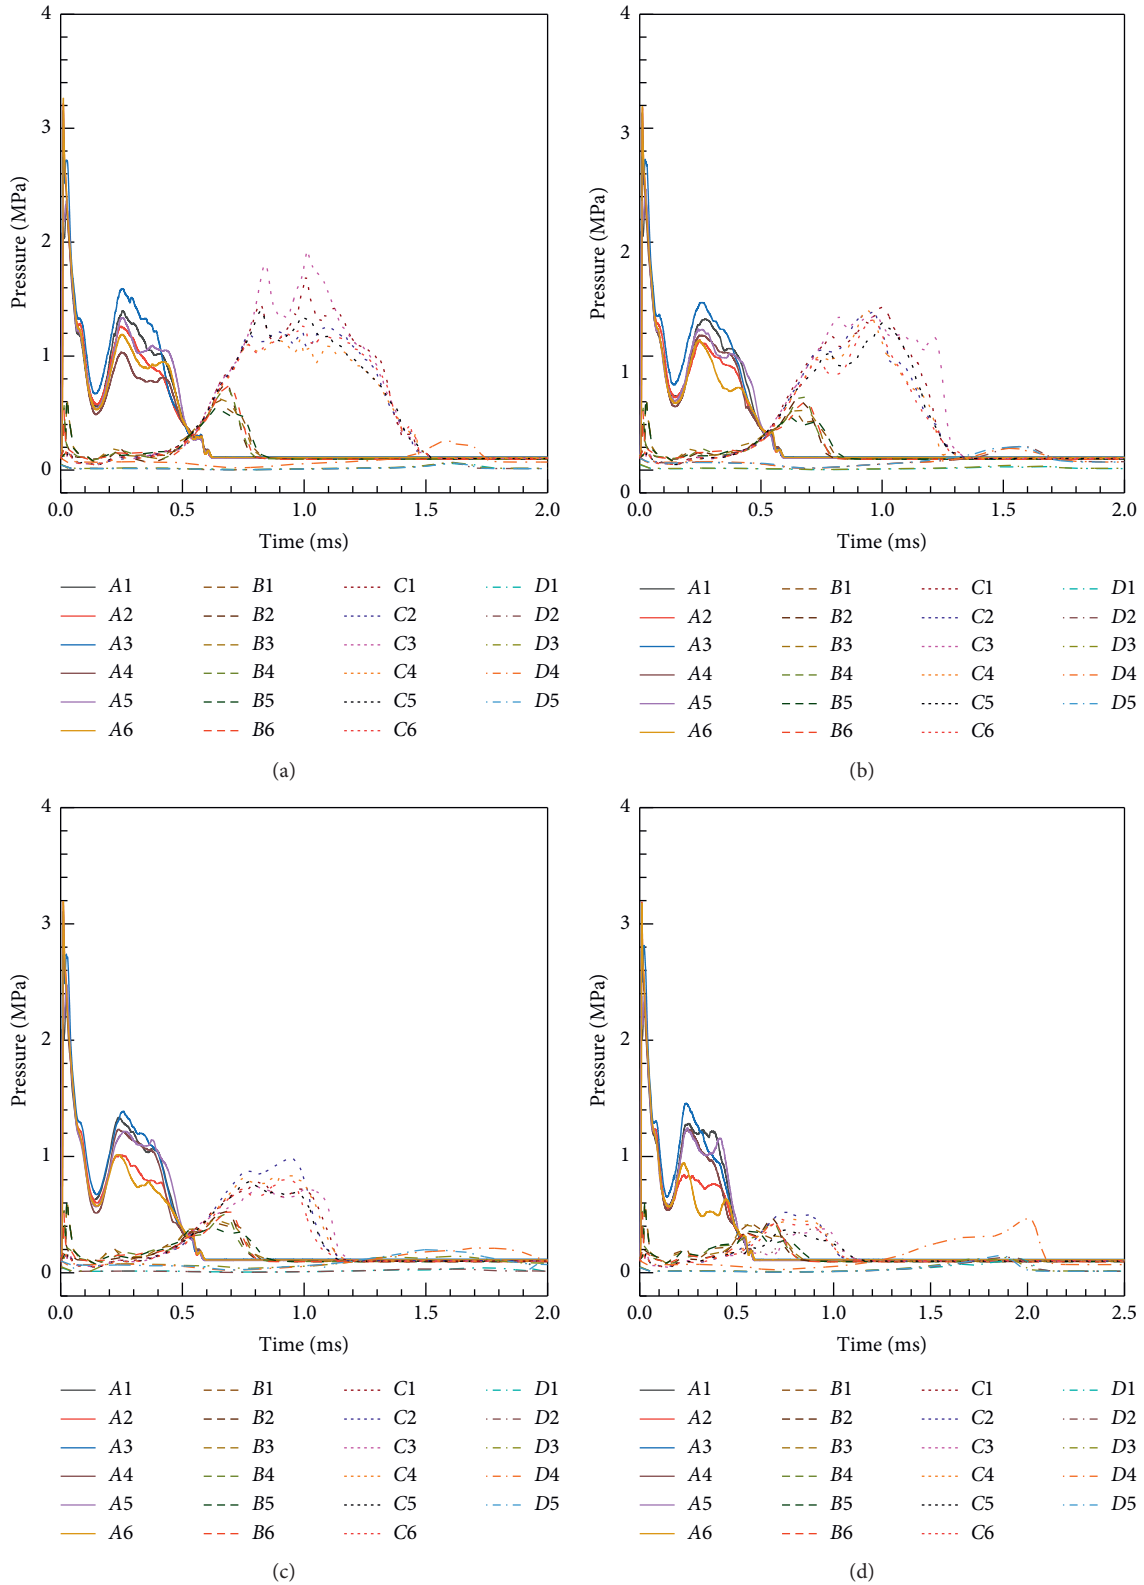 4
3
2
1
0
Pressure (MPa)
0.0 0.5 1.0 1.5 2.0
Time (ms)
A1 B1 C1 D1
A2 B2 C2 D2
A3 B3 C3 D3
A4 B4 C4 D4
A5 B5 C5 D5
A6 B6 C6
(a)
4
3
2
1
0
Pressure (MPa)
0.0 0.5 1.0 1.5 2.0
Time (ms)
A1 B1 C1 D1
A2 B2 C2 D2
A3 B3 C3 D3
A4 B4 C4 D4
A5 B5 C5 D5
A6 B6 C6
(b)
4
3
2
1
0
Pressure (MPa)
0.0 0.5 1.0 1.5 2.0
Time (ms)
A1 B1 C1 D1
A2 B2 C2 D2
A3 B3 C3 D3
A4 B4 C4 D4
A5 B5 C5 D5
A6 B6 C6
(c)
4
3
2
1
0
Pressure (MPa)
0.0 0.5 1.0 1.5 2.0 2.5
Time (ms)
A1 B1 C1 D1
A2 B2 C2 D2
A3 B3 C3 D3
A4 B4 C4 D4
A5 B5 C5 D5
A6 B6 C6
(d)